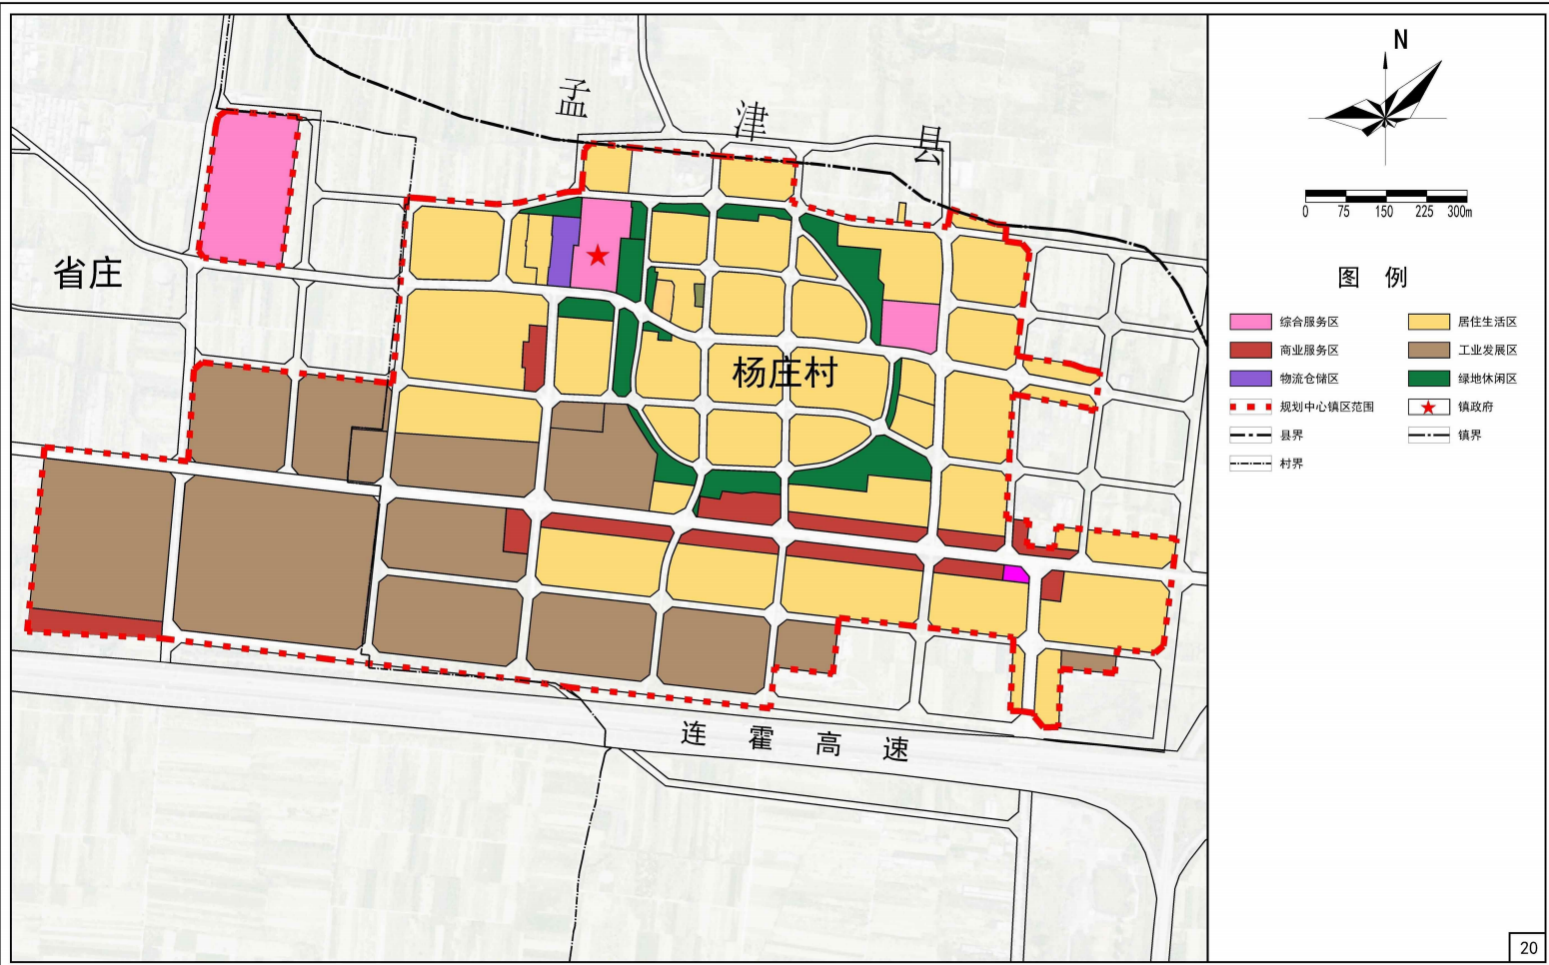 孟津县
省庄
杨庄村
连霍高速
N
0 75 150 225 300m
图 例
综合服务区 居住生活区
商业服务区 工业发展区
物流仓储区 绿地休闲区
规划中心镇区范围 镇政府
县界 镇界
村界
20